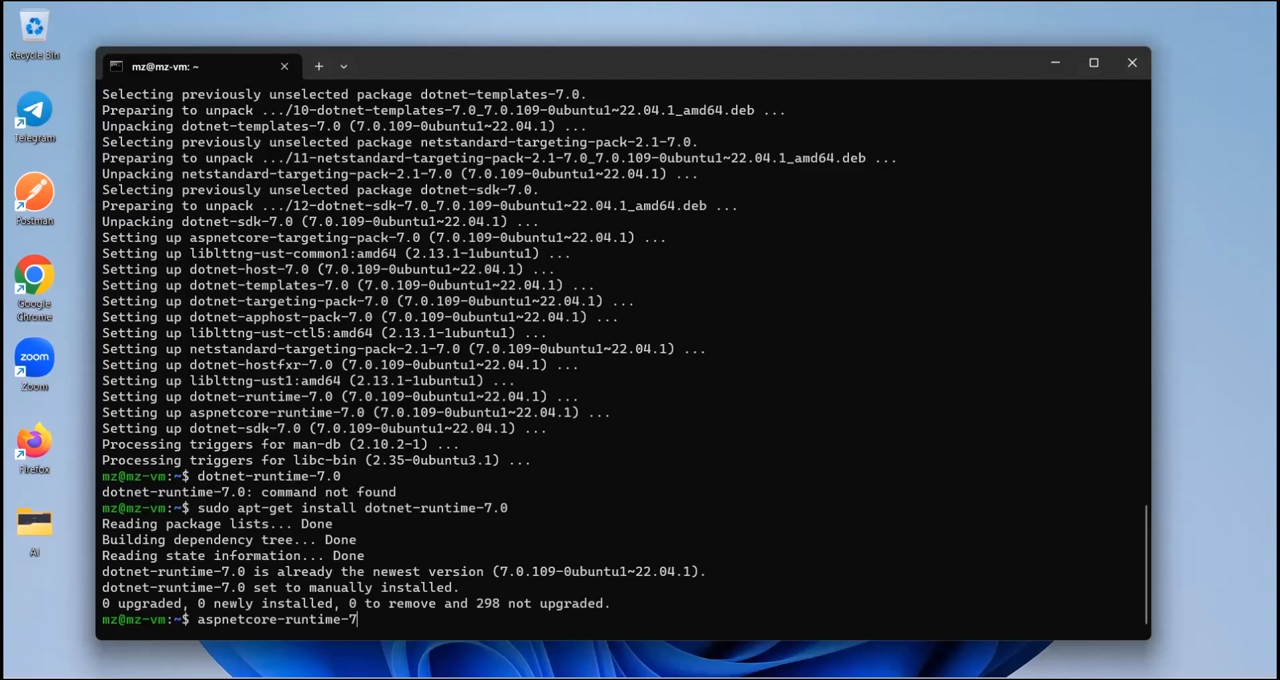 Recycle Bin
Telegram
Postman
Google
Chrome
zoom
Zoom
Firefox
AI
mz@mz-vm: ~
Selecting previously unselected package dotnet-templates-7.0.
Preparing to unpack .../10-dotnet-templates-7.0_7.0.109-0ubuntu1~22.04.1_amd64.deb ...
Unpacking dotnet-templates-7.0 (7.0.109-0ubuntu1~22.04.1) ...
Selecting previously unselected package netstandard-targeting-pack-2.1-7.0.
Preparing to unpack .../11-netstandard-targeting-pack-2.1-7.0_7.0.109-0ubuntu1~22.04.1_amd64.deb ...
Unpacking netstandard-targeting-pack-2.1-7.0 (7.0.109-0ubuntu1~22.04.1) ...
Selecting previously unselected package dotnet-sdk-7.0.
Preparing to unpack .../12-dotnet-sdk-7.0_7.0.109-0ubuntu1~22.04.1_amd64.deb ...
Unpacking dotnet-sdk-7.0 (7.0.109-0ubuntu1~22.04.1) ...
Setting up aspnetcore-targeting-pack-7.0 (7.0.109-0ubuntu1~22.04.1) ...
Setting up liblttng-ust-common1:amd64 (2.13.1-1ubuntu1) ...
Setting up dotnet-host-7.0 (7.0.109-0ubuntu1~22.04.1) ...
Setting up dotnet-templates-7.0 (7.0.109-0ubuntu1~22.04.1) ...
Setting up dotnet-targeting-pack-7.0 (7.0.109-0ubuntu1~22.04.1) ...
Setting up dotnet-apphost-pack-7.0 (7.0.109-0ubuntu1~22.04.1) ...
Setting up liblttng-ust-ctl5:amd64 (2.13.1-1ubuntu1) ...
Setting up netstandard-targeting-pack-2.1-7.0 (7.0.109-0ubuntu1~22.04.1) ...
Setting up dotnet-hostfxr-7.0 (7.0.109-0ubuntu1~22.04.1) ...
Setting up liblttng-ust1:amd64 (2.13.1-1ubuntu1) ...
Setting up dotnet-runtime-7.0 (7.0.109-0ubuntu1~22.04.1) ...
Setting up aspnetcore-runtime-7.0 (7.0.109-0ubuntu1~22.04.1) ...
Setting up dotnet-sdk-7.0 (7.0.109-0ubuntu1~22.04.1) ...
Processing triggers for man-db (2.10.2-1) ...
Processing triggers for libc-bin (2.35-0ubuntu3.1) ...
mz@mz-vm:~$ dotnet-runtime-7.0
dotnet-runtime-7.0: command not found
mz@mz-vm:~$ sudo apt-get install dotnet-runtime-7.0
Reading package lists... Done
Building dependency tree... Done
Reading state information... Done
dotnet-runtime-7.0 is already the newest version (7.0.109-0ubuntu1~22.04.1).
dotnet-runtime-7.0 set to manually installed.
0 upgraded, 0 newly installed, 0 to remove and 298 not upgraded.
mz@mz-vm:~$ aspnetcore-runtime-7